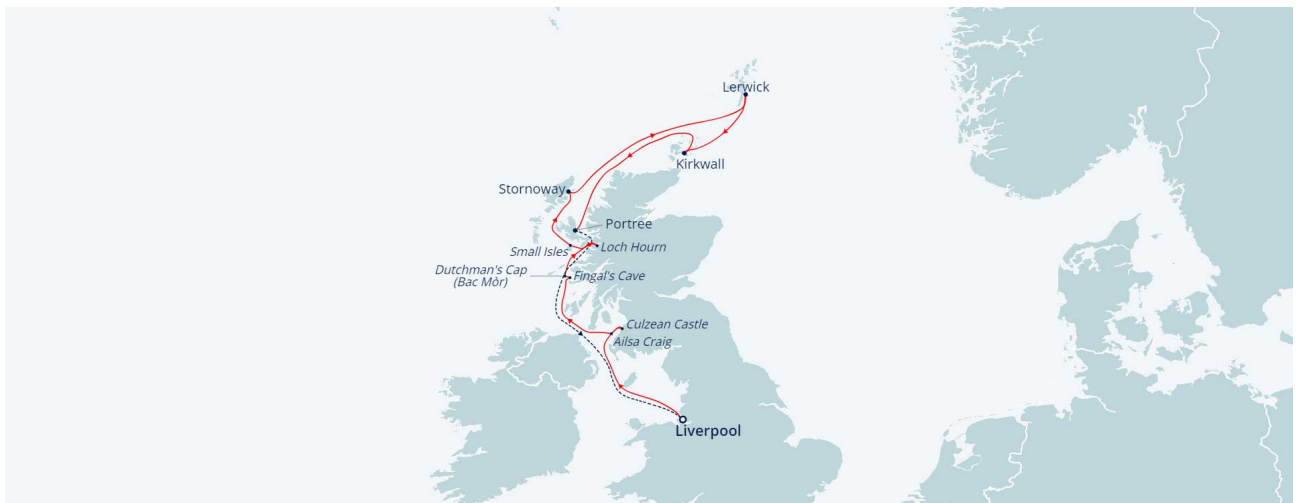 Lerwick
Kirkwall
Stornoway
Portree
Small Isles
Loch Hourn
Dutchman's Cap
(Bac Mòr)
Fingal's Cave
Culzean Castle
Ailsa Craig
Liverpool